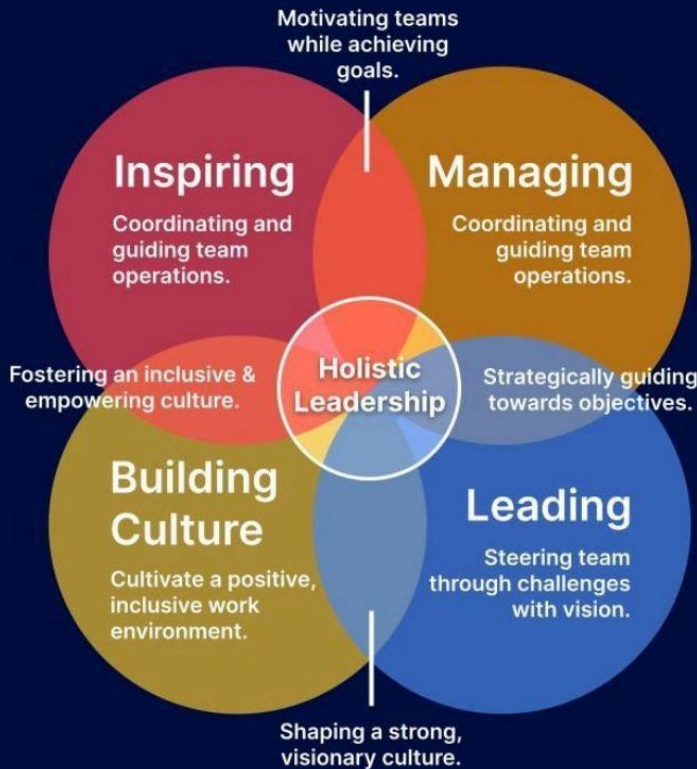 Motivating teams
while achieving
goals.
Inspiring
Coordinating and
guiding team
operations.
Managing
Coordinating and
guiding team
operations.
Fostering an inclusive &
empowering culture.
Holistic
Leadership
Strategically guiding
towards objectives.
Building
Culture
Cultivate a positive,
inclusive work
environment.
Leading
Steering team
through challenges
with vision.
Shaping a strong,
visionary culture.